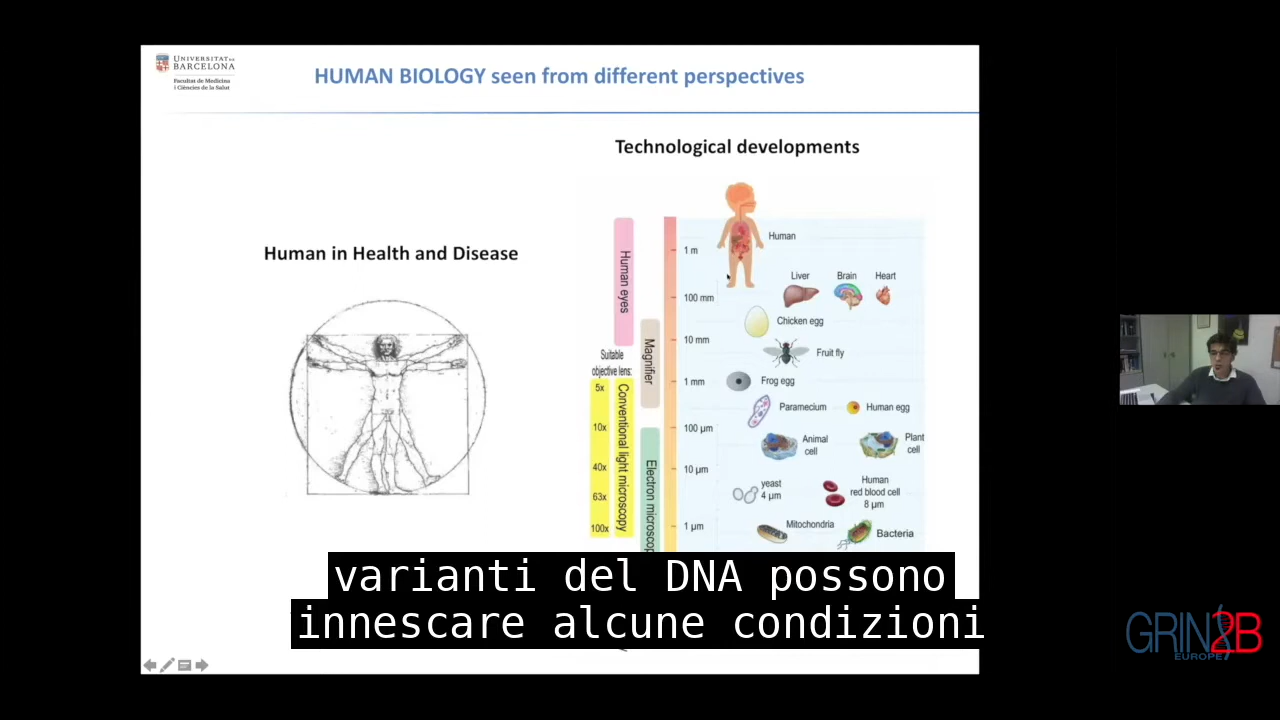 UNIVERSITAT DE
BARCELONA
Facultat de Medicina
i Ciències de la Salut
HUMAN BIOLOGY seen from different perspectives
Technological developments
Human in Health and Disease
Human eyes
Magnifier
Suitable
objective lens:
5x
10x
40x
63x
100x
Conventional light microscopy
1 m
100 mm
10 mm
1 mm
100 µm
10 µm
1 µm
Human
Liver
Brain
Heart
Chicken egg
Fruit fly
Frog egg
Paramecium
Human egg
Animal
cell
Plant
cell
yeast
4 µm
Human
red blood cell
8 µm
Mitochondria
Bacteria
Electron microscop
varianti del DNA possono
innescare alcune condizioni
GRIN2B
EUROPE